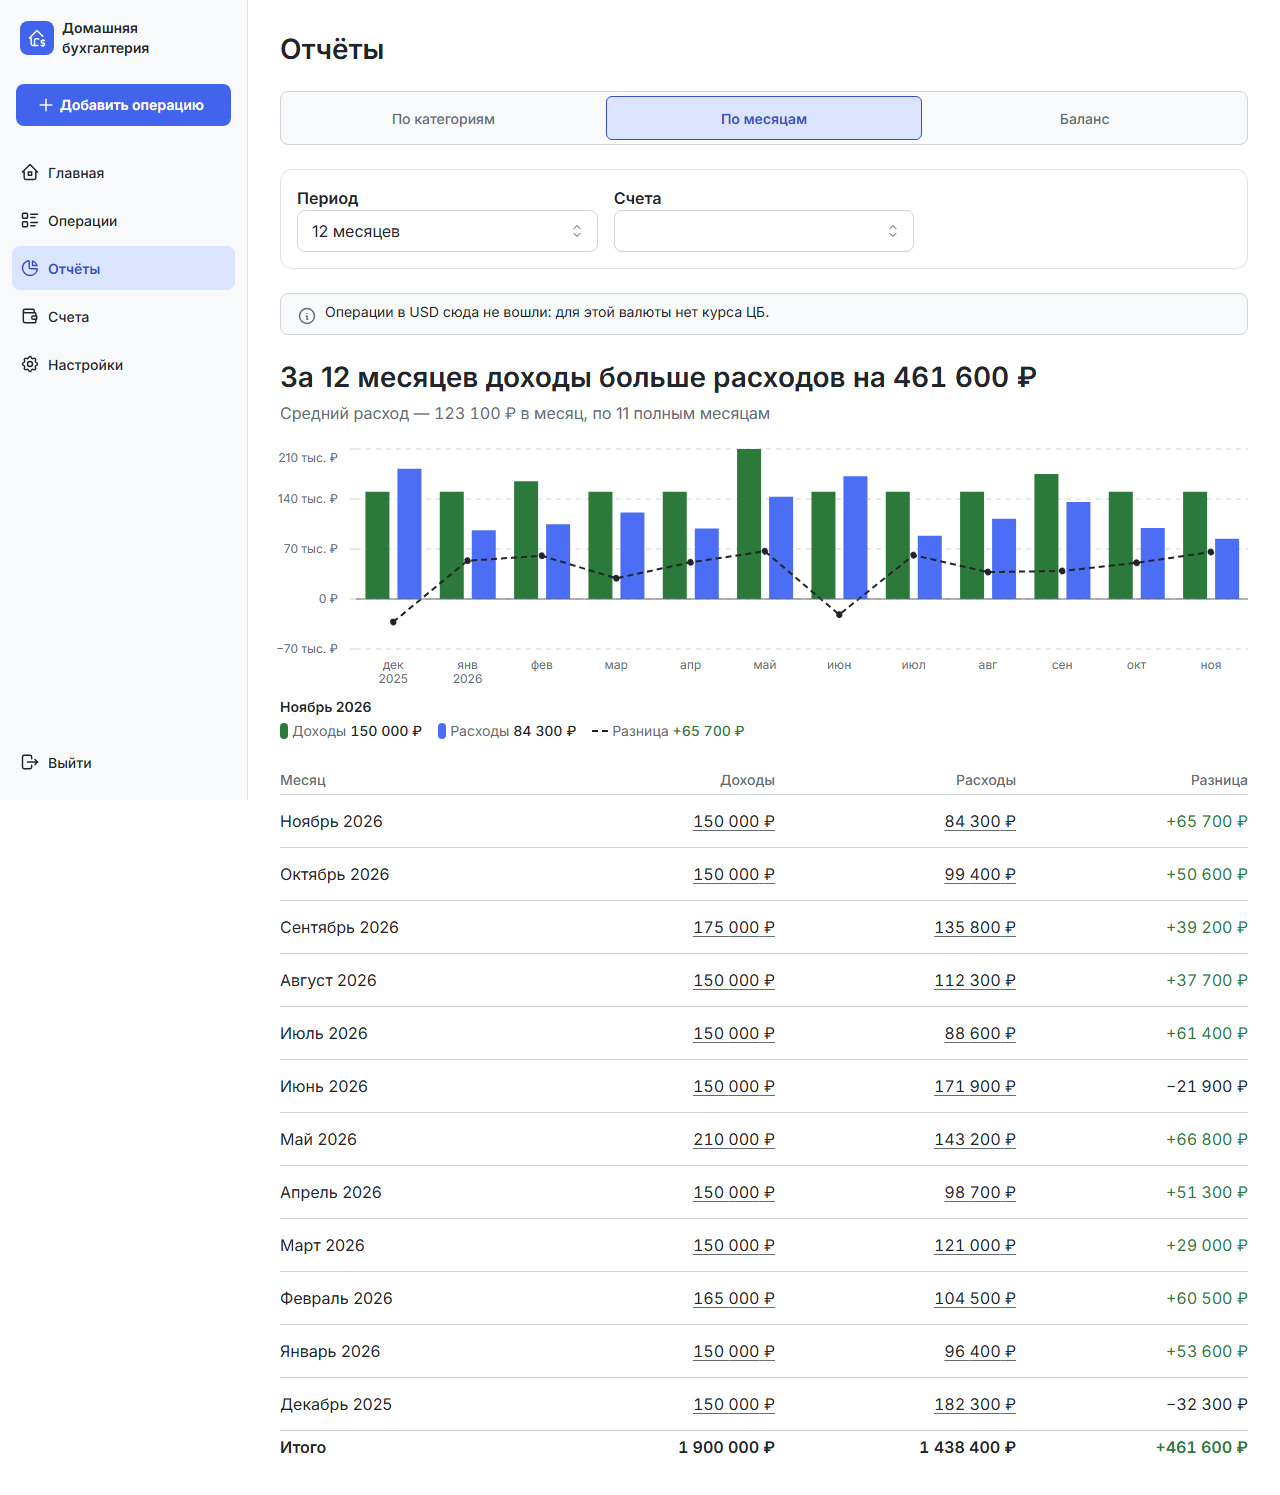 Домашняя
бухгалтерия
Добавить операцию
Главная
Операции
Отчёты
Счета
Настройки
Выйти
Отчёты
По категориям По месяцам Баланс
Период Счета
12 месяцев
Операции в USD сюда не вошли: для этой валюты нет курса ЦБ.
За 12 месяцев доходы больше расходов на 461 600 ₽
Средний расход — 123 100 ₽ в месяц, по 11 полным месяцам
210 тыс. ₽
140 тыс. ₽
70 тыс. ₽
0 ₽
−70 тыс. ₽
дек янв фев мар апр май июн июл авг сен окт ноя
2025 2026
Ноябрь 2026
Доходы 150 000 ₽ Расходы 84 300 ₽ Разница +65 700 ₽
Месяц Доходы Расходы Разница
Ноябрь 2026 150 000 ₽ 84 300 ₽ +65 700 ₽
Октябрь 2026 150 000 ₽ 99 400 ₽ +50 600 ₽
Сентябрь 2026 175 000 ₽ 135 800 ₽ +39 200 ₽
Август 2026 150 000 ₽ 112 300 ₽ +37 700 ₽
Июль 2026 150 000 ₽ 88 600 ₽ +61 400 ₽
Июнь 2026 150 000 ₽ 171 900 ₽ −21 900 ₽
Май 2026 210 000 ₽ 143 200 ₽ +66 800 ₽
Апрель 2026 150 000 ₽ 98 700 ₽ +51 300 ₽
Март 2026 150 000 ₽ 121 000 ₽ +29 000 ₽
Февраль 2026 165 000 ₽ 104 500 ₽ +60 500 ₽
Январь 2026 150 000 ₽ 96 400 ₽ +53 600 ₽
Декабрь 2025 150 000 ₽ 182 300 ₽ −32 300 ₽
Итого 1 900 000 ₽ 1 438 400 ₽ +461 600 ₽